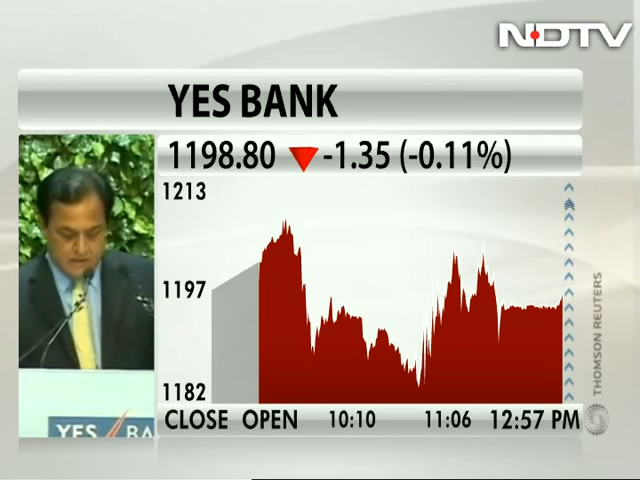 NDTV
YES BANK
1198.80 ▼ -1.35 (-0.11%)
1213
1197
1182
CLOSE OPEN 10:10 11:06 12:57 PM
THOMSON REUTERS
YES BA